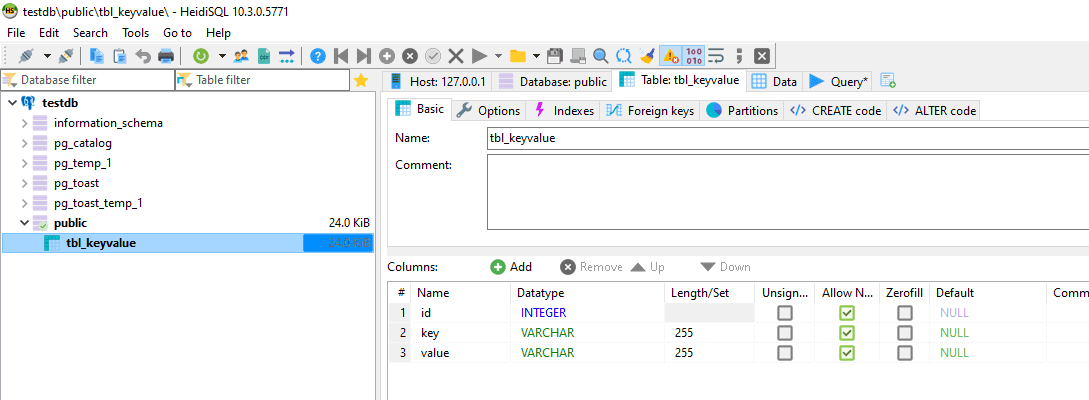 testdb\public\tbl_keyvalue\ - HeidiSQL 10.3.0.5771
File Edit Search Tools Go to Help
Database filter Table filter
Host: 127.0.0.1 Database: public Table: tbl_keyvalue Data Query*
testdb
information_schema
pg_catalog
pg_temp_1
pg_toast
pg_toast_temp_1
public 24.0 KiB
tbl_keyvalue 24.0 KiB
Basic Options Indexes Foreign keys Partitions CREATE code ALTER code
Name: tbl_keyvalue
Comment:
Columns: Add Remove Up Down
# Name Datatype Length/Set Unsign... Allow N... Zerofill Default Comm
1 id INTEGER NULL
2 key VARCHAR 255 NULL
3 value VARCHAR 255 NULL